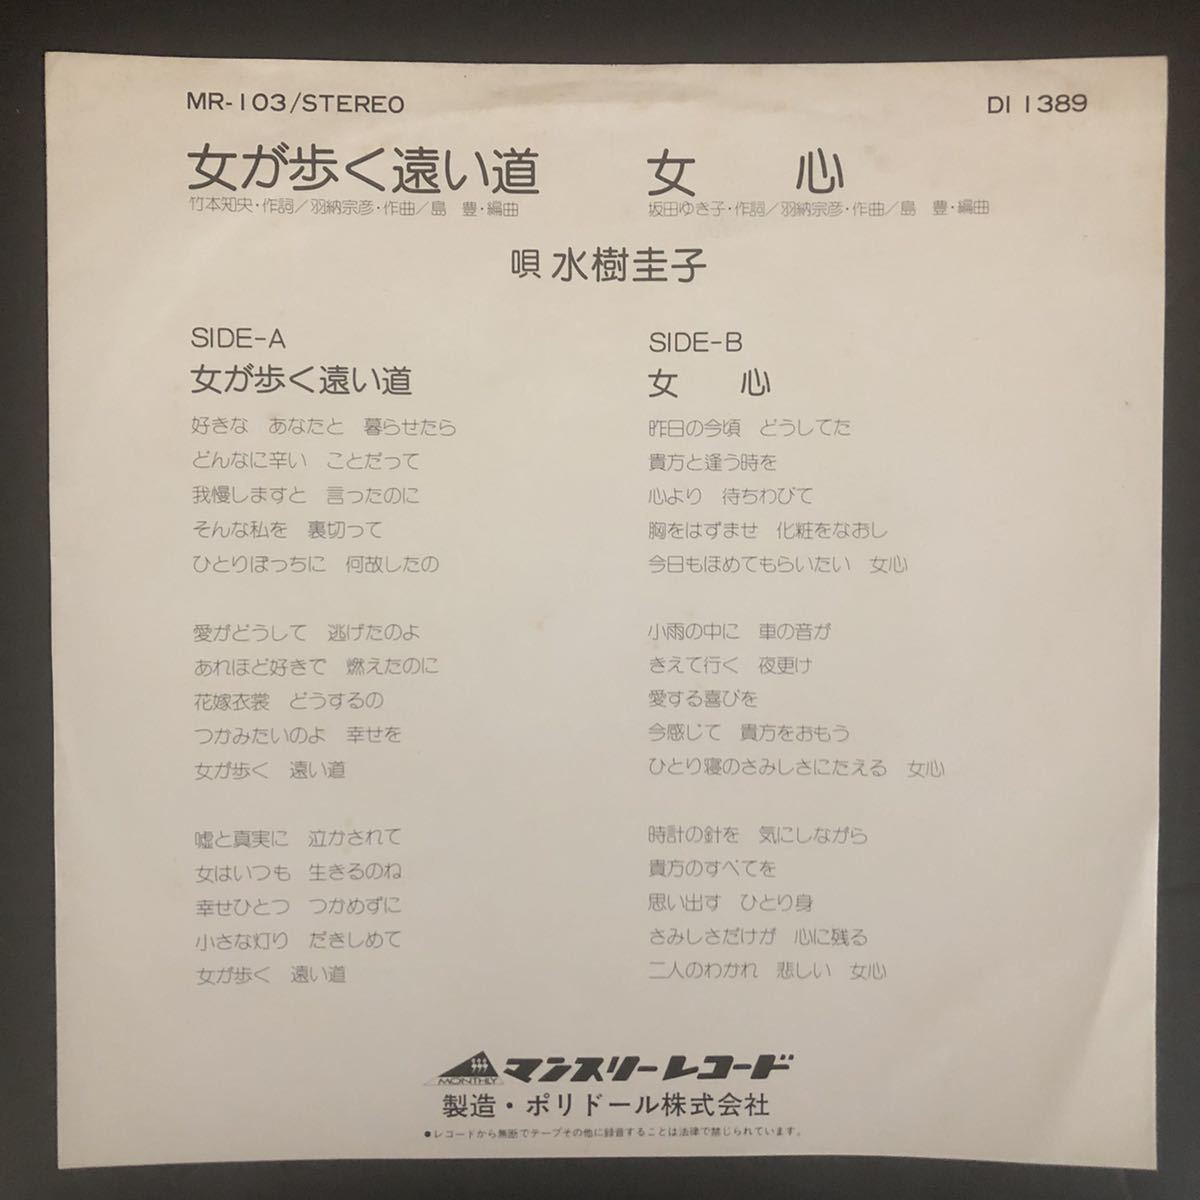 MR-103/STEREO
DI 1389
女が歩く遠い道
竹本知央・作詞/羽納宗彦・作曲/島 豊・編曲
女 心
坂田ゆき子・作詞/羽納宗彦・作曲/島 豊・編曲
唄 水樹圭子
SIDE-A
女が歩く遠い道
好きな あなたと 暮らせたら
どんなに辛い ことだって
我慢しますと 言ったのに
そんな私を 裏切って
ひとりぼっちに 何故したの
愛がどうして 逃げたのよ
あれほど好きで 燃えたのに
花嫁衣裳 どうするの
つかみたいのよ 幸せを
女が歩く 遠い道
嘘と真実に 泣かされて
女はいつも 生きるのね
幸せひとつ つかめずに
小さな灯り だきしめて
女が歩く 遠い道
SIDE-B
女 心
昨日の今頃 どうしてた
貴方と逢う時を
心より 待ちわびて
胸をはずませ 化粧をなおし
今日もほめてもらいたい 女心
小雨の中に 車の音が
きえて行く 夜更け
愛する喜びを
今感じて 貴方をおもう
ひとり寝のさみしさにたえる 女心
時計の針を 気にしながら
貴方のすべてを
思い出す ひとり身
さみしさだけが 心に残る
二人のわかれ 悲しい 女心
MONTHLY マンスリーレコード
製造・ポリドール株式会社
●レコードから無断でテープその他に録音することは法律で禁じられています。